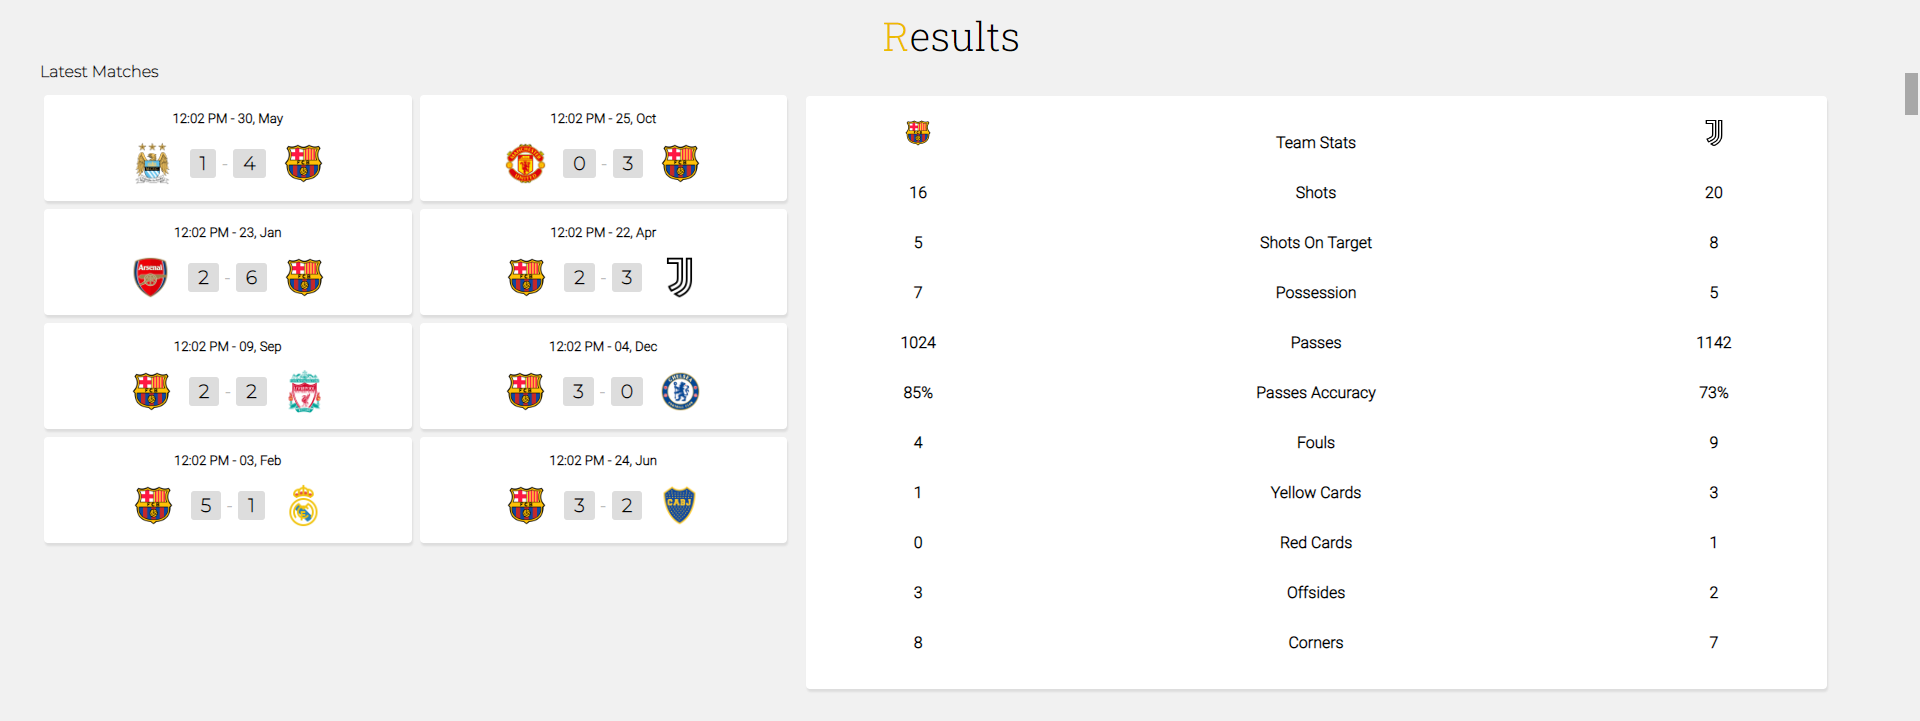 Results
Latest Matches
12:02 PM - 30, May
1 - 4
12:02 PM - 25, Oct
0 - 3
12:02 PM - 23, Jan
Arsenal
2 - 6
12:02 PM - 22, Apr
2 - 3
12:02 PM - 09, Sep
2 - 2
12:02 PM - 04, Dec
3 - 0
12:02 PM - 03, Feb
5 - 1
12:02 PM - 24, Jun
3 - 2
CABJ
Team Stats
16 Shots 20
5 Shots On Target 8
7 Possession 5
1024 Passes 1142
85% Passes Accuracy 73%
4 Fouls 9
1 Yellow Cards 3
0 Red Cards 1
3 Offsides 2
8 Corners 7